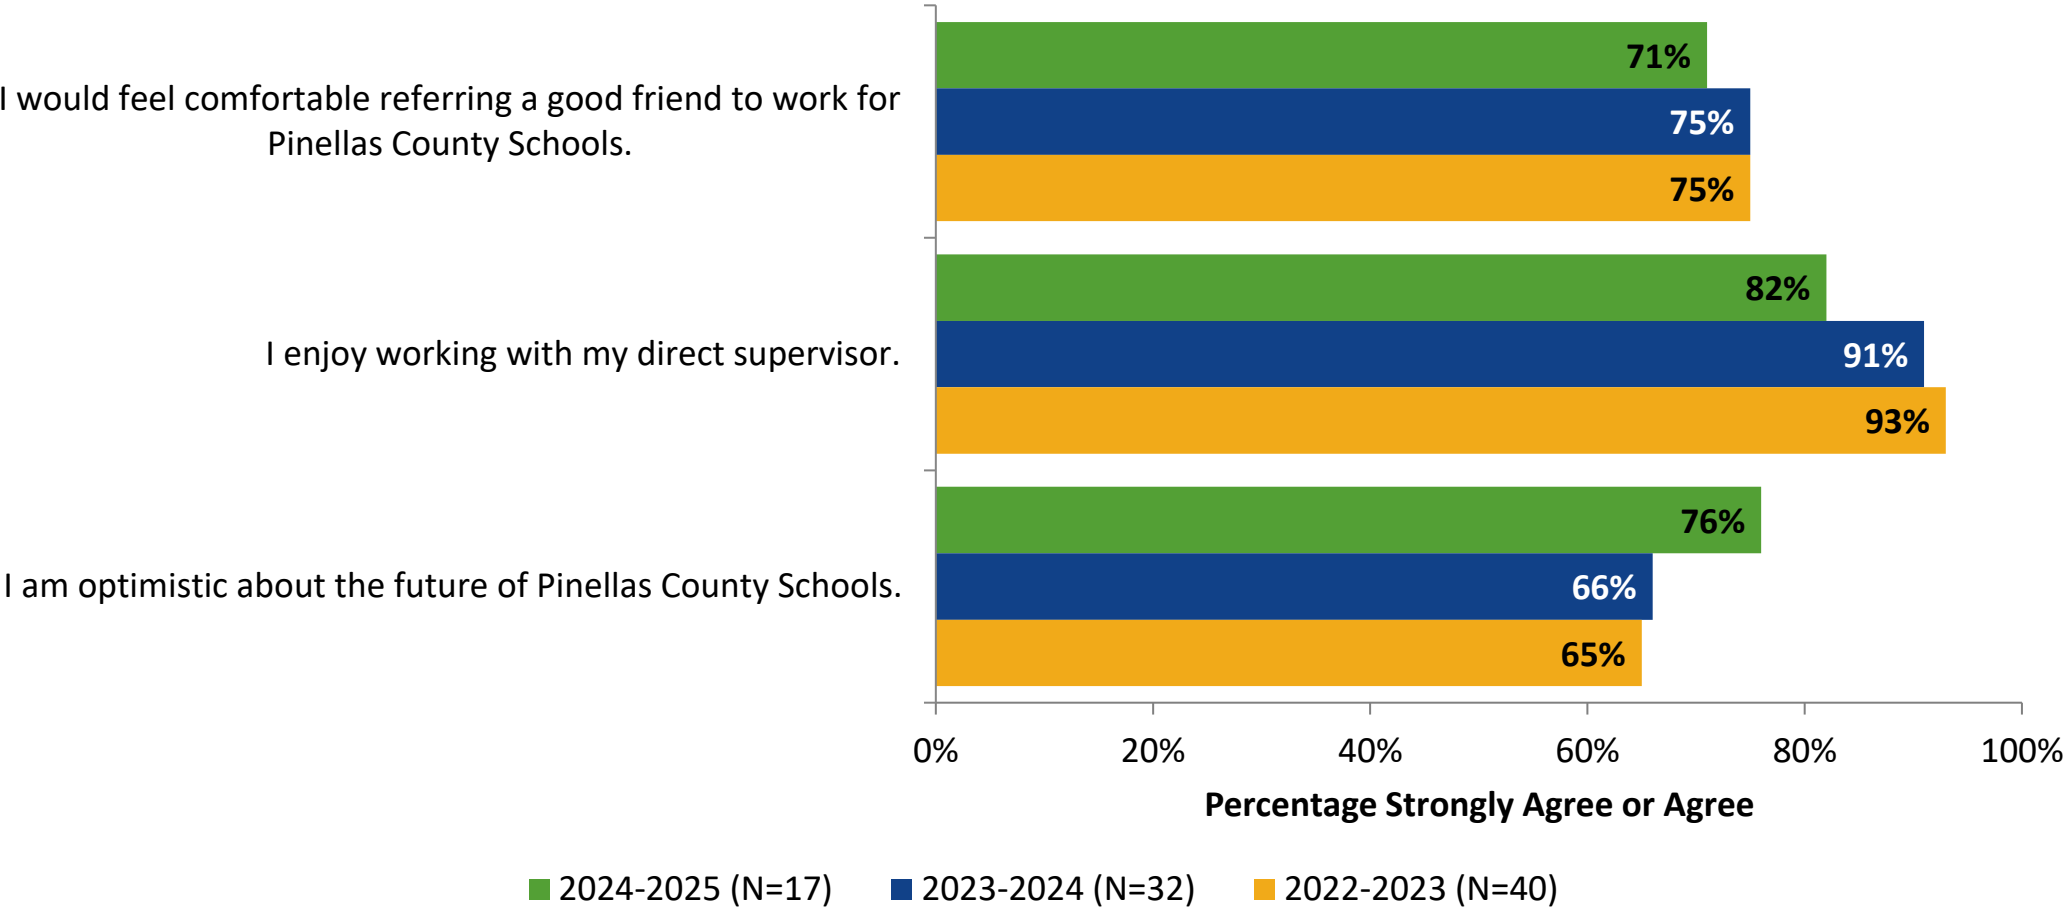 71%
I would feel comfortable referring a good friend to work for
Pinellas County Schools.
75%
75%
82%
I enjoy working with my direct supervisor.
91%
93%
76%
I am optimistic about the future of Pinellas County Schools.
66%
65%
0% 20% 40% 60% 80% 100%
Percentage Strongly Agree or Agree
2024-2025 (N=17) 2023-2024 (N=32) 2022-2023 (N=40)